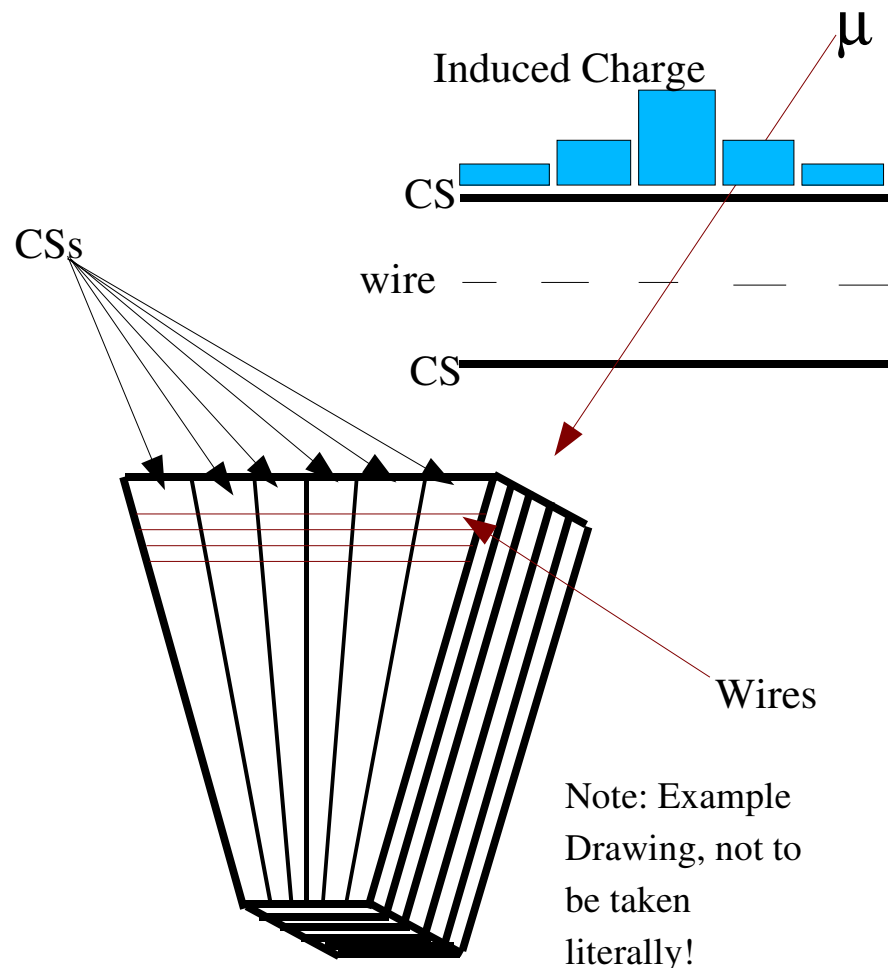 μ
Induced Charge
CS
CSs
wire
CS
Wires
Note: Example
Drawing, not to
be taken
literally!